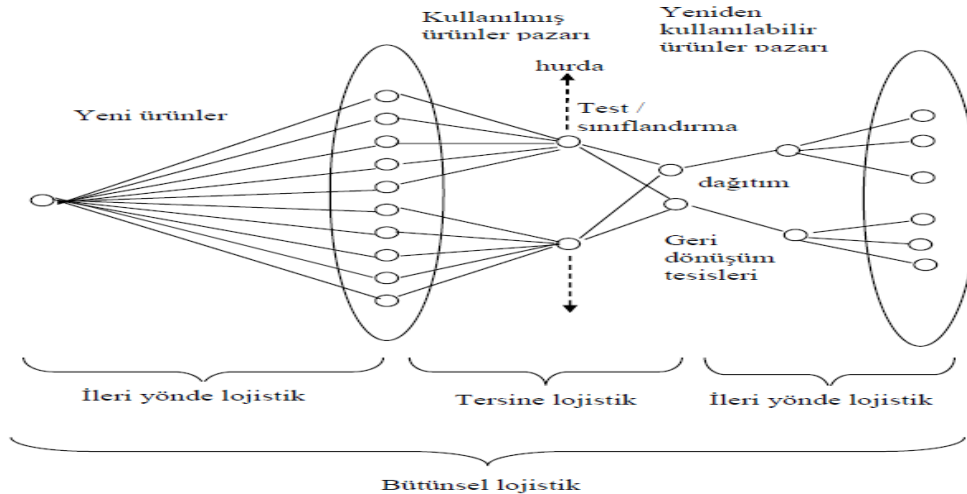 Kullanılmış
ürünler pazarı
Yeniden
kullanılabilir
ürünler pazarı
hurda
Yeni ürünler
Test /
sınıflandırma
dağıtım
Geri
dönüşüm
tesisleri
İleri yönde lojistik
Tersine lojistik
İleri yönde lojistik
Bütünsel lojistik